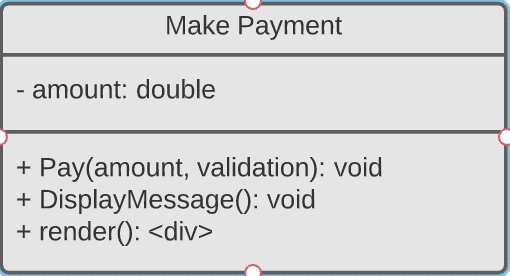 Make Payment
- amount: double
+ Pay(amount, validation): void
+ DisplayMessage(): void
+ render(): <div>